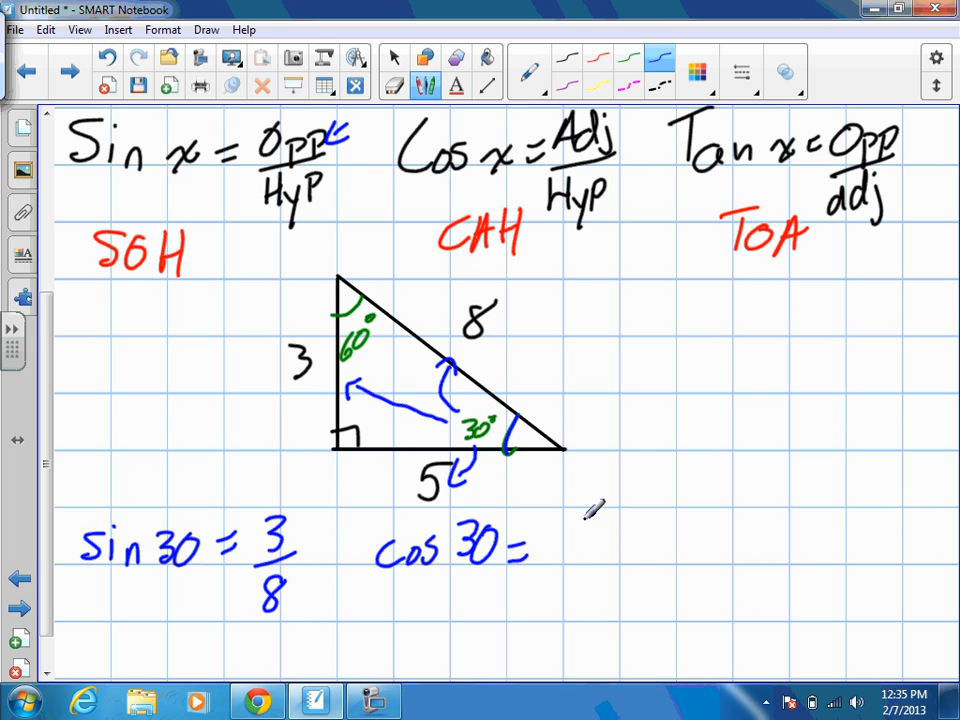 Untitled * - SMART Notebook
File Edit View Insert Format Draw Help
Sin x = Opp/Hyp Cos x = Adj/Hyp Tan x = Opp/adj
SOH CAH TOA
8
60°
3
30°
5
sin 30 = 3/8 cos 30 =
12:35 PM
2/7/2013